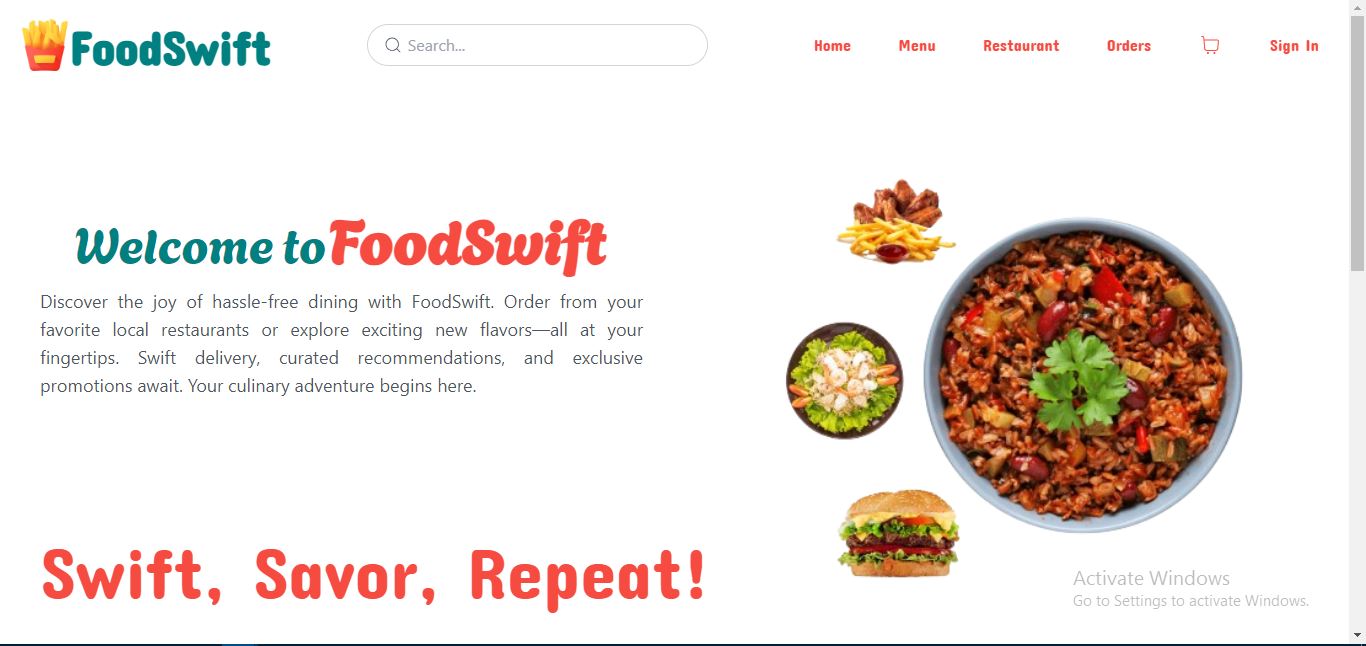 FoodSwift
Search...
Home
Menu
Restaurant
Orders
Sign In
Welcome to FoodSwift
Discover the joy of hassle-free dining with FoodSwift. Order from your
favorite local restaurants or explore exciting new flavors—all at your
fingertips. Swift delivery, curated recommendations, and exclusive
promotions await. Your culinary adventure begins here.
Swift, Savor, Repeat!
Activate Windows
Go to Settings to activate Windows.